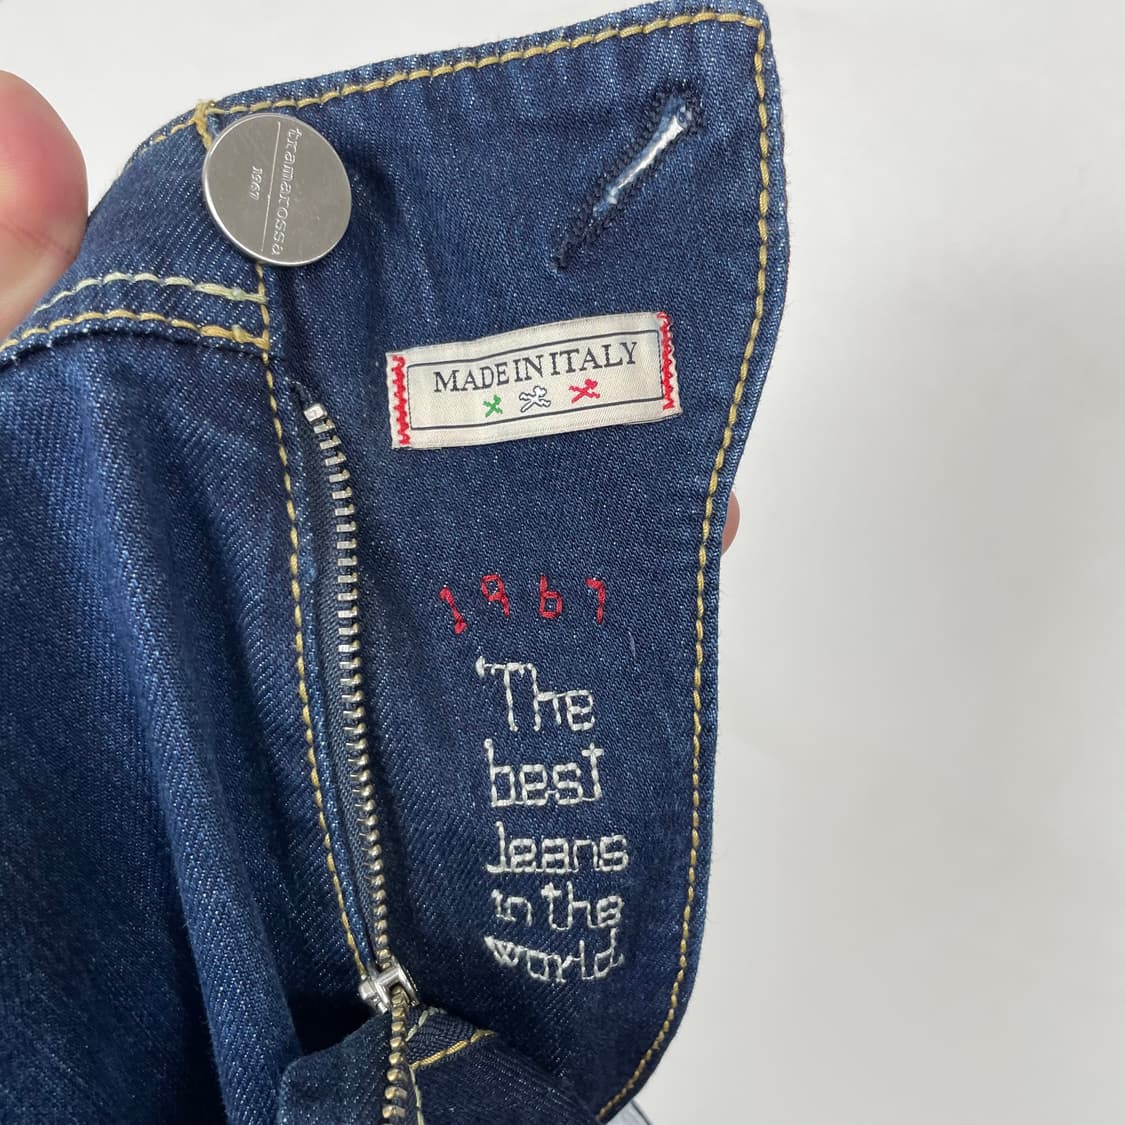 tramarossa
1967
MADE IN ITALY
1967
The
best
Jeans
in the
world.